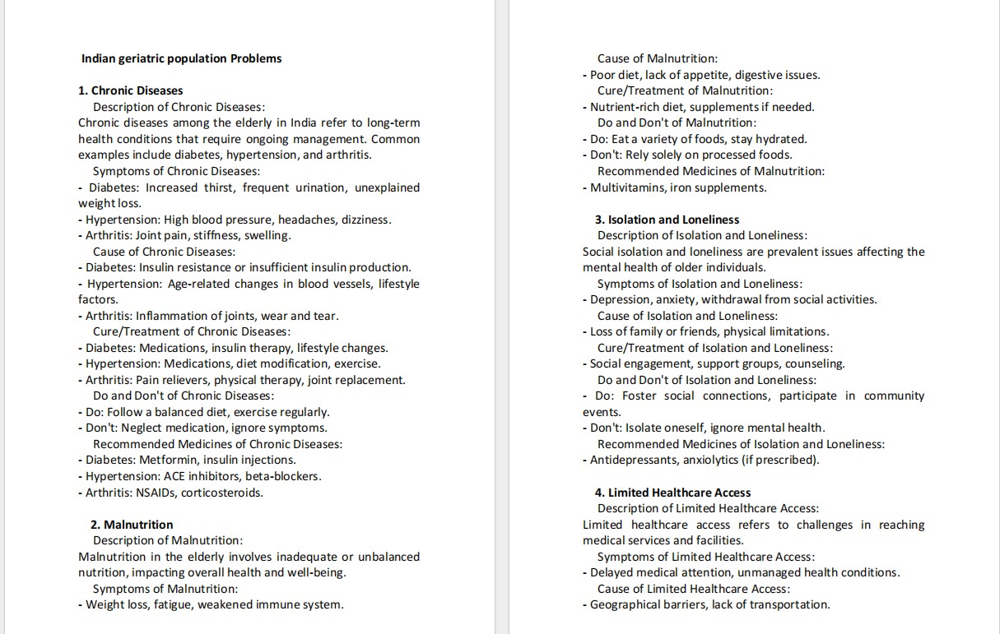 Indian geriatric population Problems
1. Chronic Diseases
Description of Chronic Diseases:
Chronic diseases among the elderly in India refer to long-term
health conditions that require ongoing management. Common
examples include diabetes, hypertension, and arthritis.
Symptoms of Chronic Diseases:
- Diabetes: Increased thirst, frequent urination, unexplained
weight loss.
- Hypertension: High blood pressure, headaches, dizziness.
- Arthritis: Joint pain, stiffness, swelling.
Cause of Chronic Diseases:
- Diabetes: Insulin resistance or insufficient insulin production.
- Hypertension: Age-related changes in blood vessels, lifestyle
factors.
- Arthritis: Inflammation of joints, wear and tear.
Cure/Treatment of Chronic Diseases:
- Diabetes: Medications, insulin therapy, lifestyle changes.
- Hypertension: Medications, diet modification, exercise.
- Arthritis: Pain relievers, physical therapy, joint replacement.
Do and Don't of Chronic Diseases:
- Do: Follow a balanced diet, exercise regularly.
- Don't: Neglect medication, ignore symptoms.
Recommended Medicines of Chronic Diseases:
- Diabetes: Metformin, insulin injections.
- Hypertension: ACE inhibitors, beta-blockers.
- Arthritis: NSAIDs, corticosteroids.
2. Malnutrition
Description of Malnutrition:
Malnutrition in the elderly involves inadequate or unbalanced
nutrition, impacting overall health and well-being.
Symptoms of Malnutrition:
- Weight loss, fatigue, weakened immune system.
Cause of Malnutrition:
- Poor diet, lack of appetite, digestive issues.
Cure/Treatment of Malnutrition:
- Nutrient-rich diet, supplements if needed.
Do and Don't of Malnutrition:
- Do: Eat a variety of foods, stay hydrated.
- Don't: Rely solely on processed foods.
Recommended Medicines of Malnutrition:
- Multivitamins, iron supplements.
3. Isolation and Loneliness
Description of Isolation and Loneliness:
Social isolation and loneliness are prevalent issues affecting the
mental health of older individuals.
Symptoms of Isolation and Loneliness:
- Depression, anxiety, withdrawal from social activities.
Cause of Isolation and Loneliness:
- Loss of family or friends, physical limitations.
Cure/Treatment of Isolation and Loneliness:
- Social engagement, support groups, counseling.
Do and Don't of Isolation and Loneliness:
- Do: Foster social connections, participate in community
events.
- Don't: Isolate oneself, ignore mental health.
Recommended Medicines of Isolation and Loneliness:
- Antidepressants, anxiolytics (if prescribed).
4. Limited Healthcare Access
Description of Limited Healthcare Access:
Limited healthcare access refers to challenges in reaching
medical services and facilities.
Symptoms of Limited Healthcare Access:
- Delayed medical attention, unmanaged health conditions.
Cause of Limited Healthcare Access:
- Geographical barriers, lack of transportation.